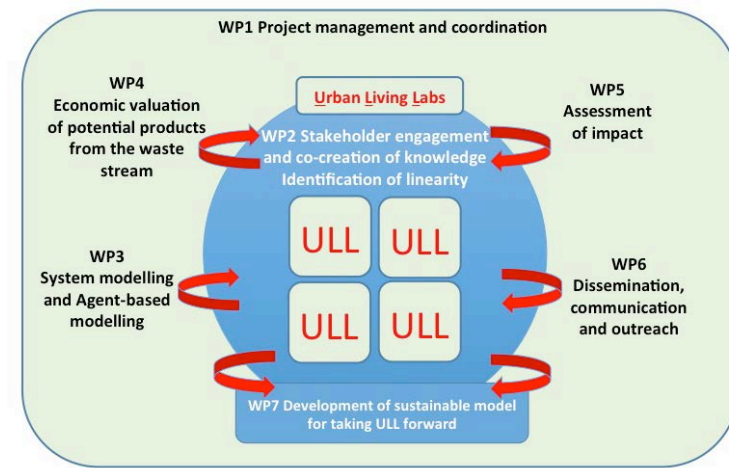 WP1 Project management and coordination
WP4
Economic valuation
of potential products
from the waste
stream
Urban Living Labs
WP5
Assessment
of impact
WP2 Stakeholder engagement
and co-creation of knowledge
Identification of linearity
ULL ULL
WP3
System modelling
and Agent-based
modelling
WP6
Dissemination,
communication
and outreach
ULL ULL
WP7 Development of sustainable model
for taking ULL forward